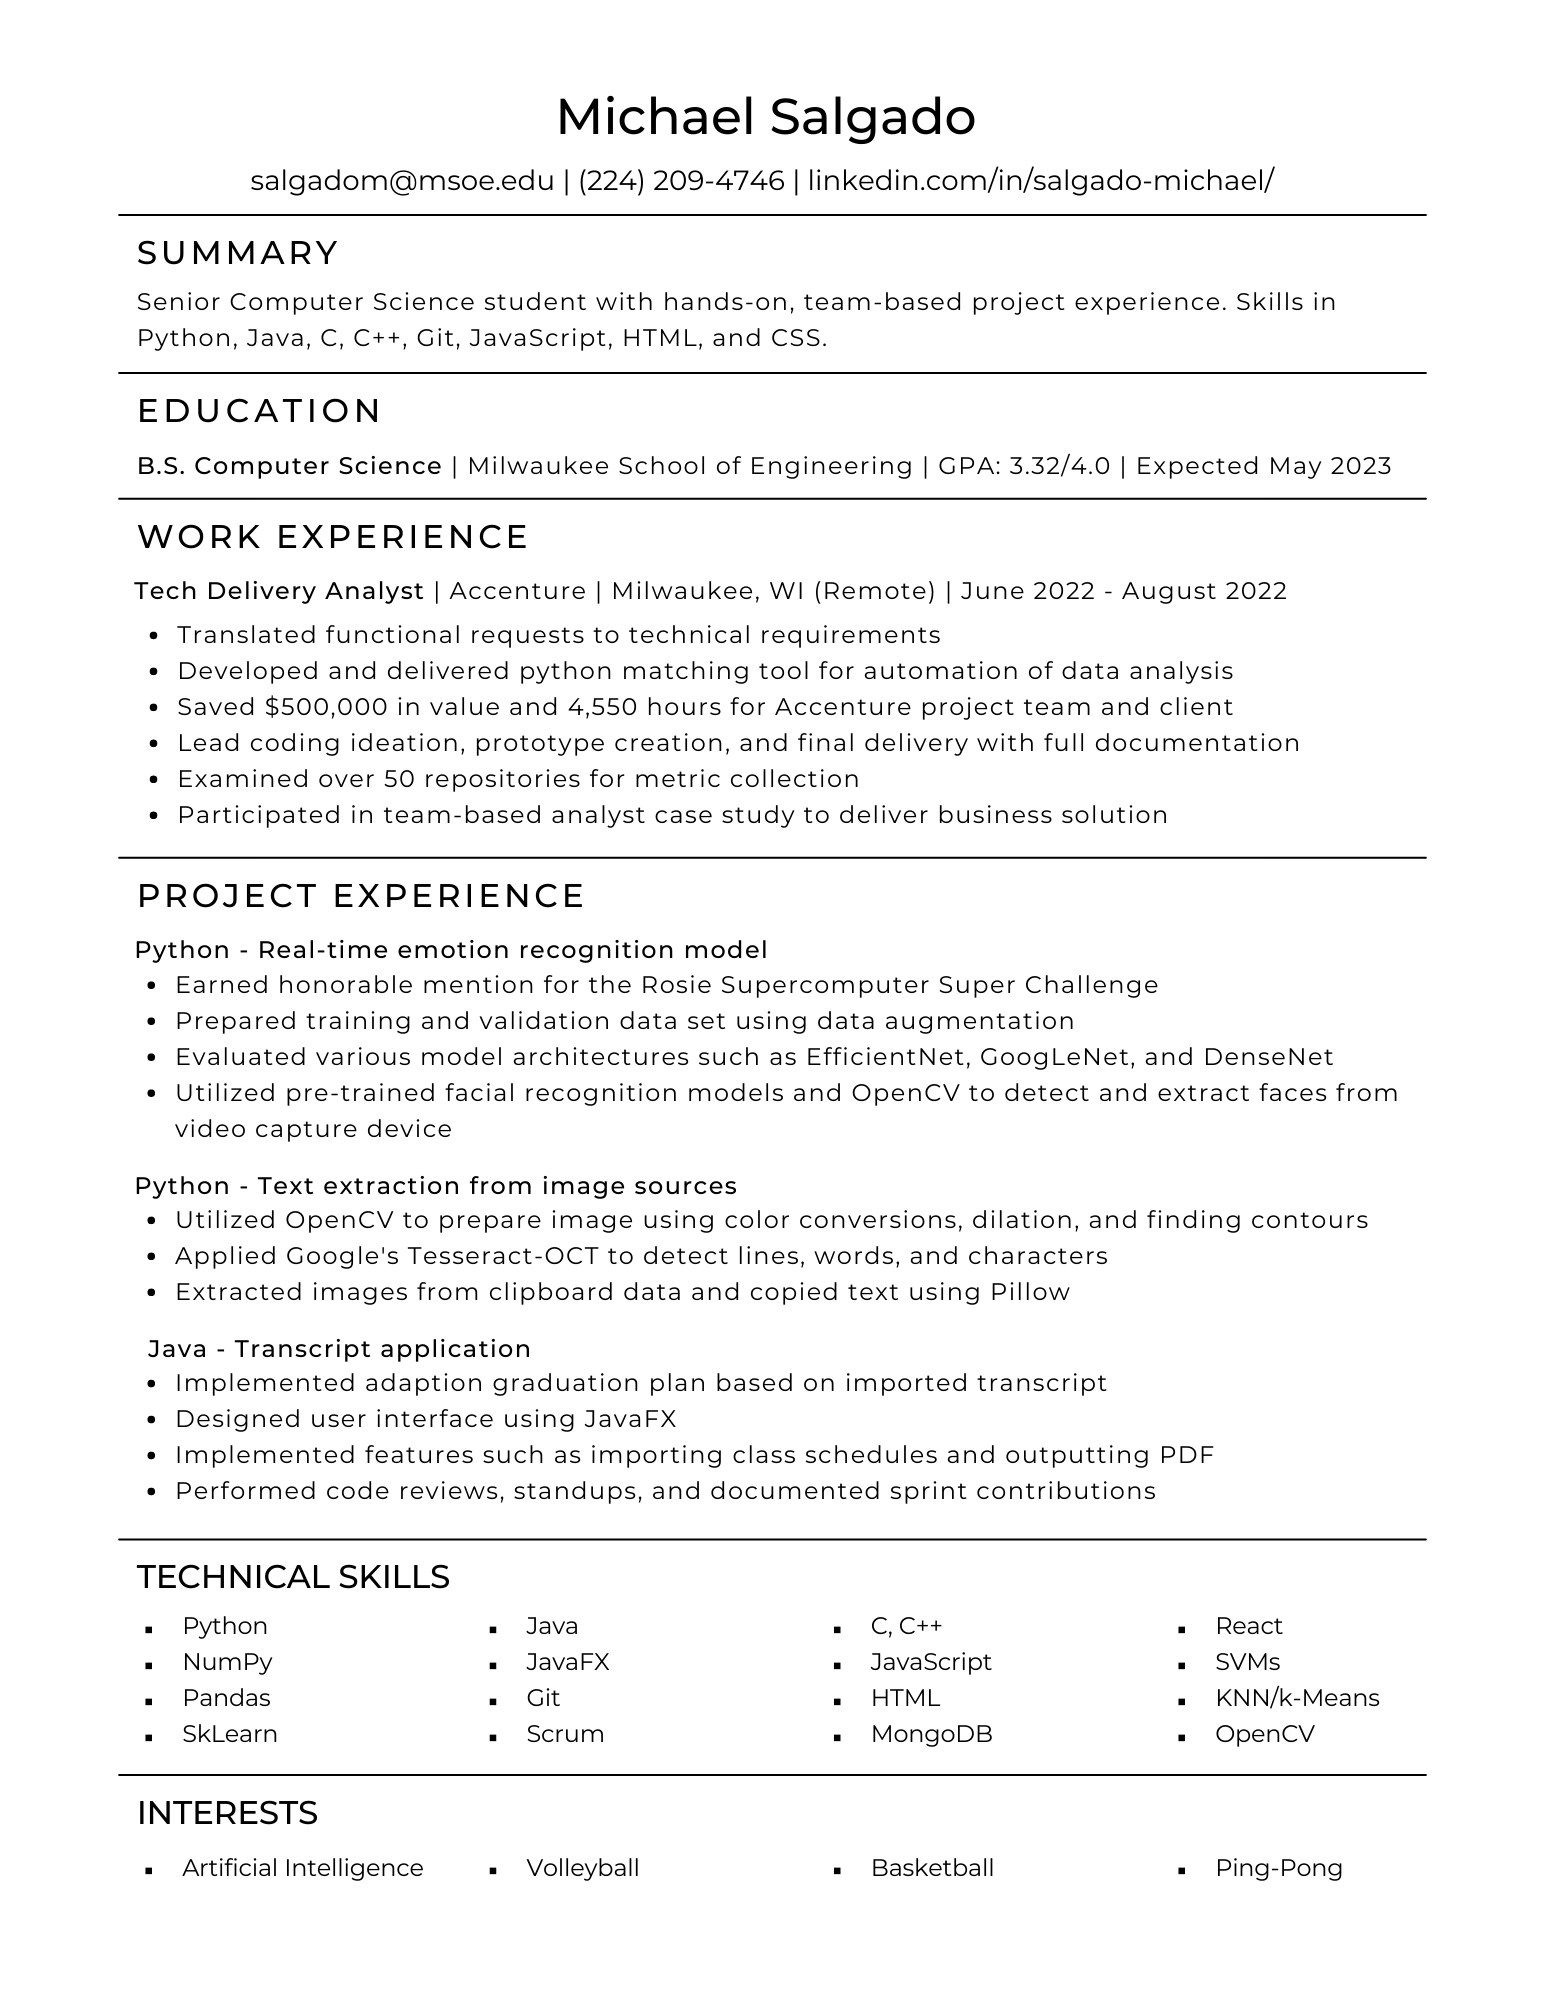 Michael Salgado
salgadom@msoe.edu | (224) 209-4746 | linkedin.com/in/salgado-michael/
SUMMARY
Senior Computer Science student with hands-on, team-based project experience. Skills in
Python, Java, C, C++, Git, JavaScript, HTML, and CSS.
EDUCATION
B.S. Computer Science | Milwaukee School of Engineering | GPA: 3.32/4.0 | Expected May 2023
WORK EXPERIENCE
Tech Delivery Analyst | Accenture | Milwaukee, WI (Remote) | June 2022 - August 2022
• Translated functional requests to technical requirements
• Developed and delivered python matching tool for automation of data analysis
• Saved $500,000 in value and 4,550 hours for Accenture project team and client
• Lead coding ideation, prototype creation, and final delivery with full documentation
• Examined over 50 repositories for metric collection
• Participated in team-based analyst case study to deliver business solution
PROJECT EXPERIENCE
Python - Real-time emotion recognition model
• Earned honorable mention for the Rosie Supercomputer Super Challenge
• Prepared training and validation data set using data augmentation
• Evaluated various model architectures such as EfficientNet, GoogLeNet, and DenseNet
• Utilized pre-trained facial recognition models and OpenCV to detect and extract faces from
video capture device
Python - Text extraction from image sources
• Utilized OpenCV to prepare image using color conversions, dilation, and finding contours
• Applied Google's Tesseract-OCT to detect lines, words, and characters
• Extracted images from clipboard data and copied text using Pillow
Java - Transcript application
• Implemented adaption graduation plan based on imported transcript
• Designed user interface using JavaFX
• Implemented features such as importing class schedules and outputting PDF
• Performed code reviews, standups, and documented sprint contributions
TECHNICAL SKILLS
▪ Python ▪ Java ▪ C, C++ ▪ React
▪ NumPy ▪ JavaFX ▪ JavaScript ▪ SVMs
▪ Pandas ▪ Git ▪ HTML ▪ KNN/k-Means
▪ SkLearn ▪ Scrum ▪ MongoDB ▪ OpenCV
INTERESTS
▪ Artificial Intelligence ▪ Volleyball ▪ Basketball ▪ Ping-Pong